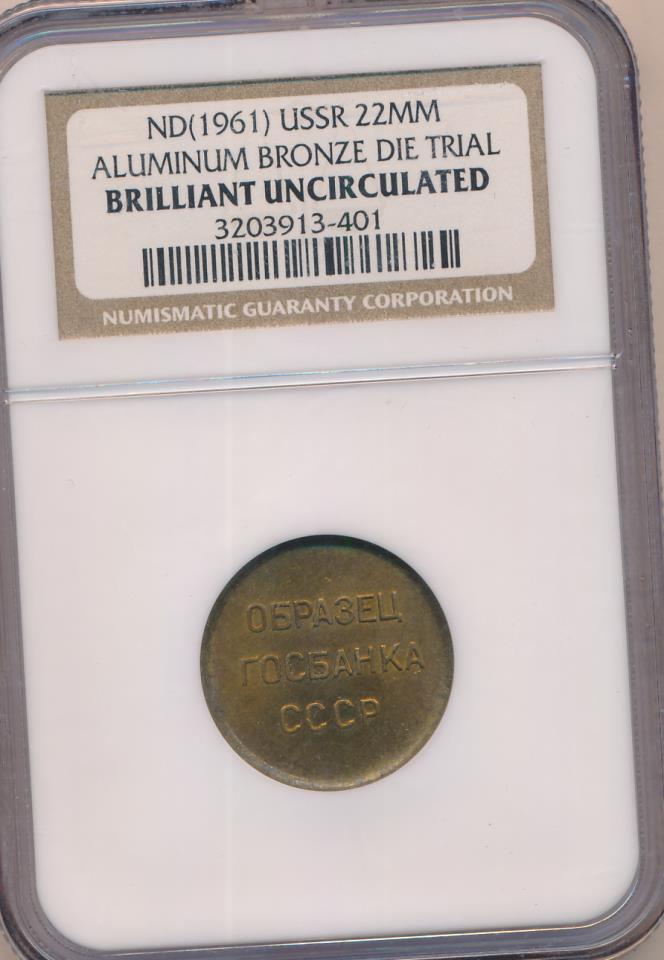 ND(1961) USSR 22MM
ALUMINUM BRONZE DIE TRIAL
BRILLIANT UNCIRCULATED
3203913-401
NUMISMATIC GUARANTY CORPORATION
ОБРАЗЕЦ
ГОСБАНКА
СССР